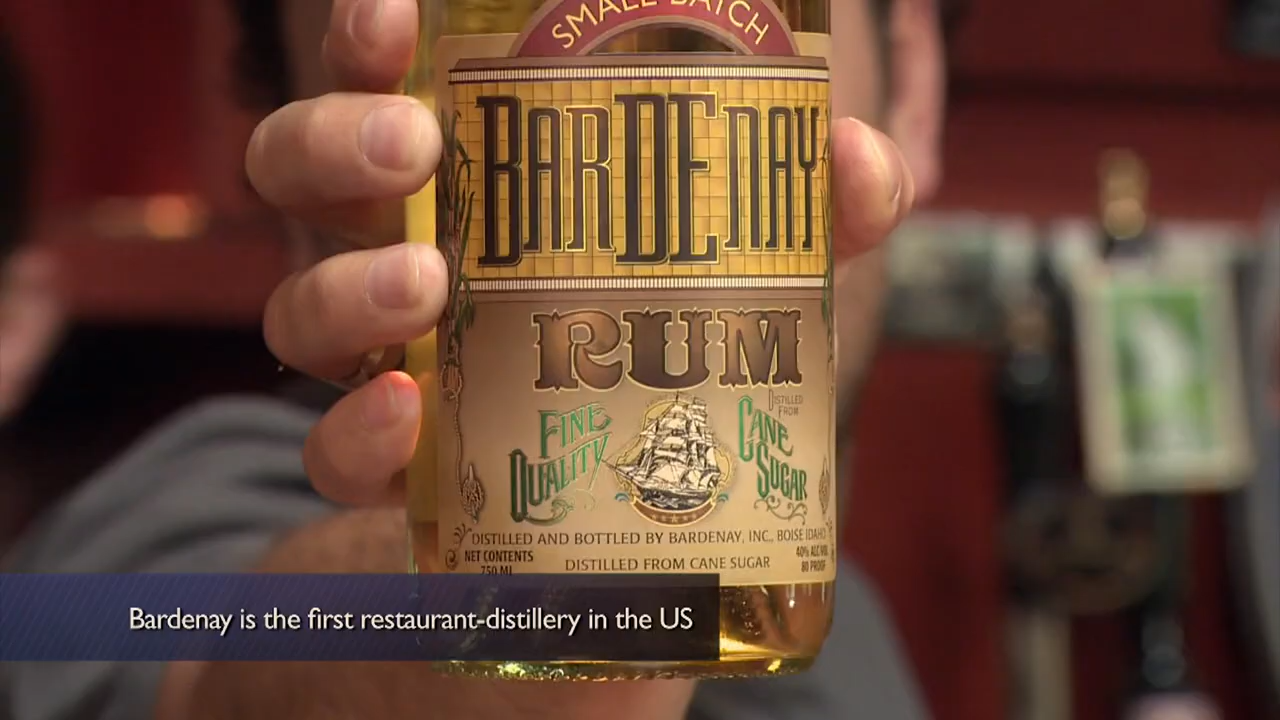 SMALL BATCH
BARDENAY
RUM
DISTILLED
FROM
FINE
QUALITY
CANE
SUGAR
DISTILLED AND BOTTLED BY BARDENAY, INC., BOISE IDAHO
NET CONTENTS
750 ML
DISTILLED FROM CANE SUGAR
40% ALC/VOL
80 PROOF
Bardenay is the first restaurant-distillery in the US